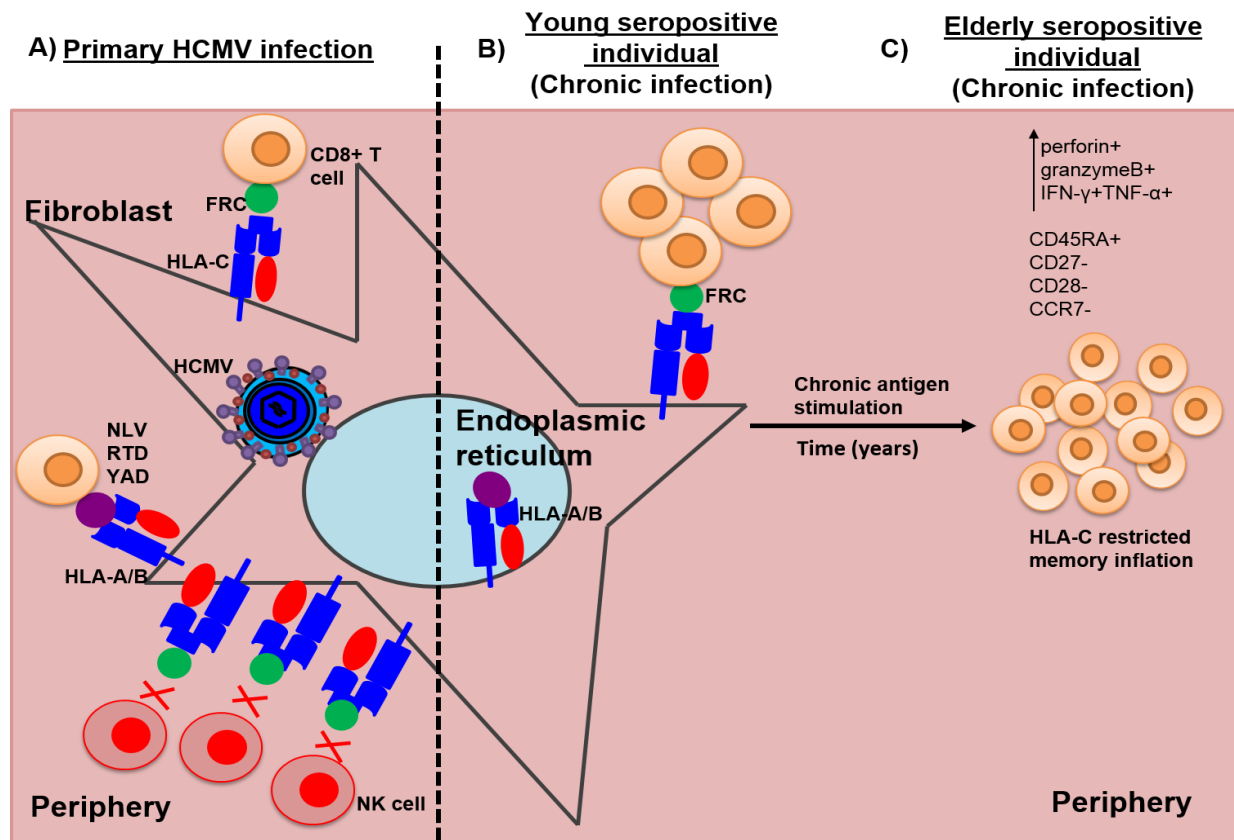 A) Primary HCMV infection
B)
Young seropositive
individual
(Chronic infection)
C)
Elderly seropositive
individual
(Chronic infection)
CD8+ T
cell
FRC
Fibroblast
HLA-C
HCMV
NLV
RTD
YAD
HLA-A/B
NK cell
Periphery
FRC
Endoplasmic
reticulum
HLA-A/B
Chronic antigen
stimulation
Time (years)
perforin+
granzymeB+
IFN-γ+TNF-α+
CD45RA+
CD27-
CD28-
CCR7-
HLA-C restricted
memory inflation
Periphery